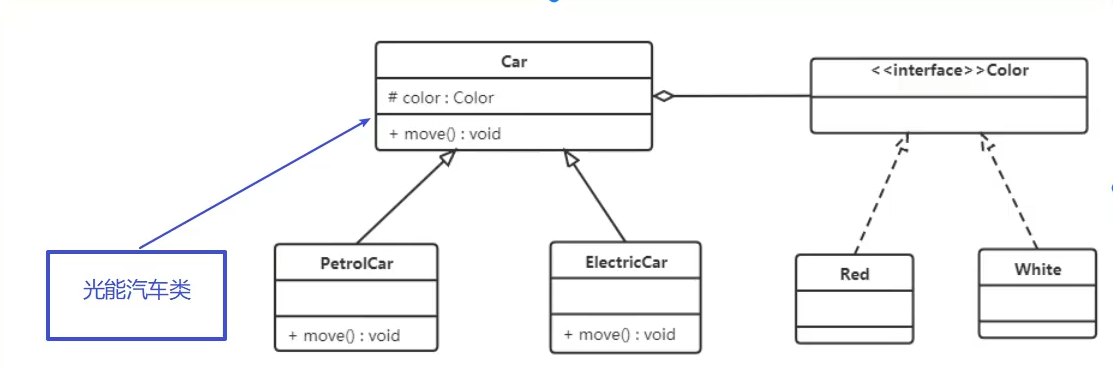 Car
# color : Color
+ move() : void
<<interface>>Color
光能汽车类
PetrolCar
+ move() : void
ElectricCar
+ move() : void
Red
White